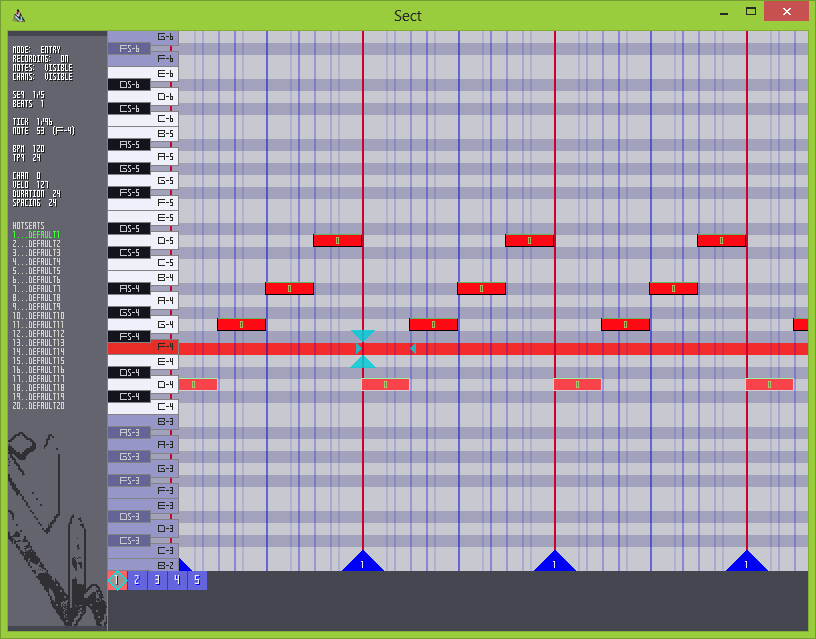 Sect
MODE: ENTRY
RECORDING: ON
NOTES: VISIBLE
CHANS: VISIBLE
SEQ 1/5
BEATS 1
TICK 1/96
NOTE 53 (F-4)
BPM 120
TPQ 24
CHAN 0
VELO 127
DURATION 24
SPACING 24
HOTSEATS
1...DEFAULT1
2...DEFAULT2
3...DEFAULT3
4...DEFAULT4
5...DEFAULT5
6...DEFAULT6
7...DEFAULT7
8...DEFAULT8
9...DEFAULT9
10..DEFAULT10
11..DEFAULT11
12..DEFAULT12
13..DEFAULT13
14..DEFAULT14
15..DEFAULT15
16..DEFAULT16
17..DEFAULT17
18..DEFAULT18
19..DEFAULT19
20..DEFAULT20
G-6
FS-6
F-6
E-6
DS-6
D-6
CS-6
C-6
B-5
AS-5
A-5
GS-5
G-5
FS-5
F-5
E-5
DS-5
D-5
CS-5
C-5
B-4
AS-4
A-4
GS-4
G-4
FS-4
F-4
E-4
DS-4
D-4
CS-4
C-4
B-3
AS-3
A-3
GS-3
G-3
FS-3
F-3
E-3
DS-3
D-3
CS-3
C-3
B-2
0 0 0
0 0 0
0 0 0
0 0 0 0
1 1 1
1 2 3 4 5